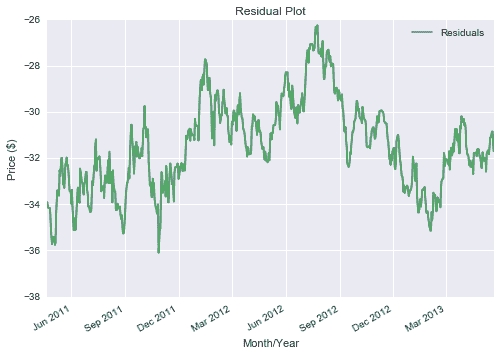 Residual Plot
Residuals
Price ($)
−26
−28
−30
−32
−34
−36
−38
Jun 2011
Sep 2011
Dec 2011
Mar 2012
Jun 2012
Sep 2012
Dec 2012
Mar 2013
Month/Year